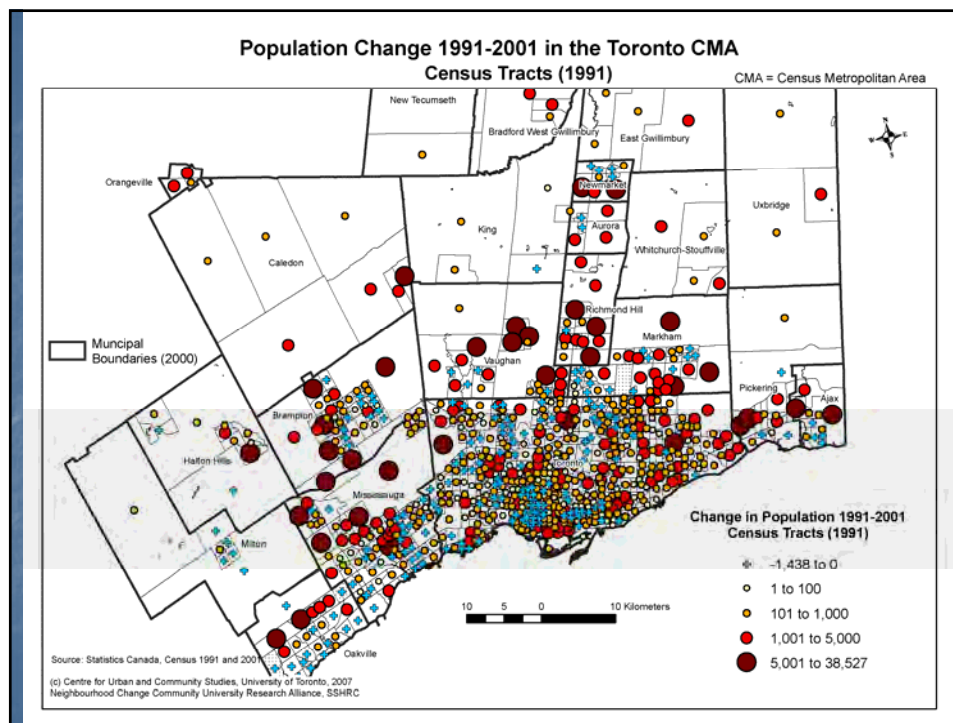 Population Change 1991-2001 in the Toronto CMA
Census Tracts (1991)
CMA = Census Metropolitan Area
New Tecumseth
Bradford West Gwillimbury
East Gwillimbury
N
W
E
S
Orangeville
Newmarket
Uxbridge
King
Aurora
Whitchurch-Stouffville
Caledon
Richmond Hill
Markham
Muncipal
Boundaries (2000)
Vaughan
Pickering
Ajax
Brampton
Halton Hills
Toronto
Mississauga
Milton
Oakville
Change in Population 1991-2001
Census Tracts (1991)
-1,438 to 0
1 to 100
101 to 1,000
1,001 to 5,000
5,001 to 38,527
10 5 0 10 Kilometers
Source: Statistics Canada, Census 1991 and 2001
(c) Centre for Urban and Community Studies, University of Toronto, 2007
Neighbourhood Change Community University Research Alliance, SSHRC